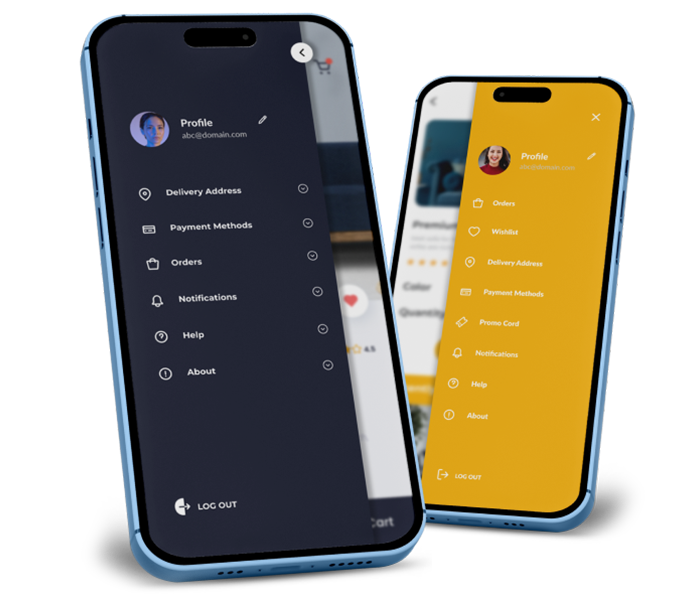 Profile
abc@domain.com
Delivery Address
Payment Methods
Orders
Notifications
Help
About
LOG OUT
4.5
Cart
Profile
abc@domain.com
Orders
Wishlist
Delivery Address
Payment Methods
Promo Cord
Notifications
Help
About
LOG OUT
Premium
Color
Quantity